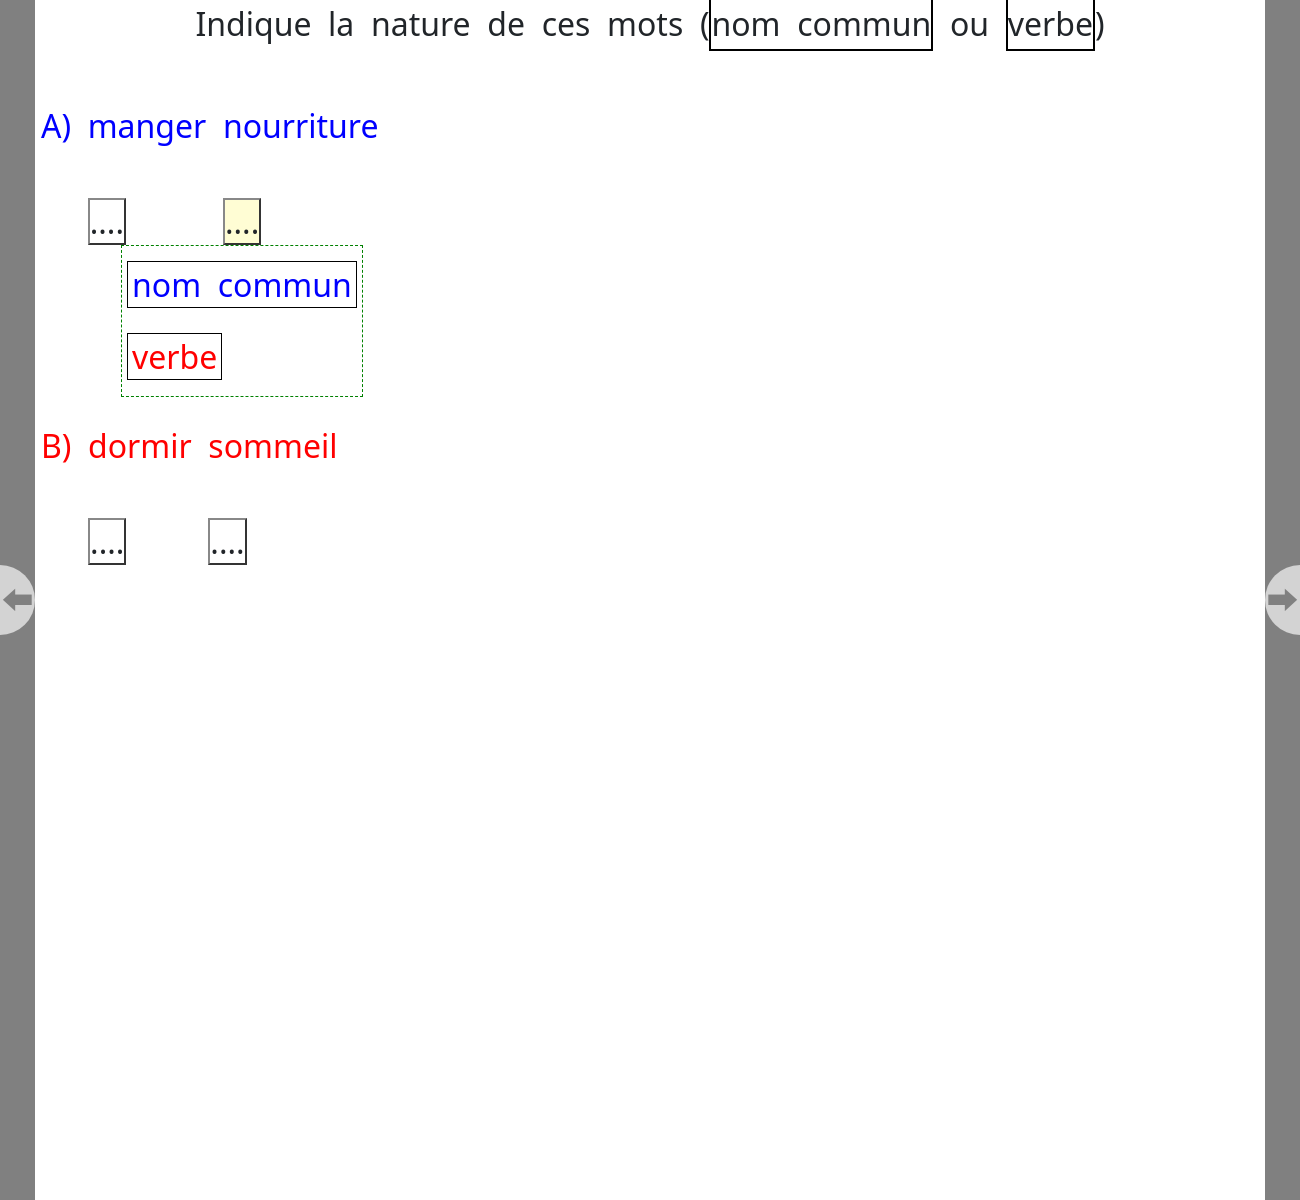 Indique la nature de ces mots (nom commun ou verbe)
A) manger nourriture
.... ....
nom commun
verbe
B) dormir sommeil
.... ....